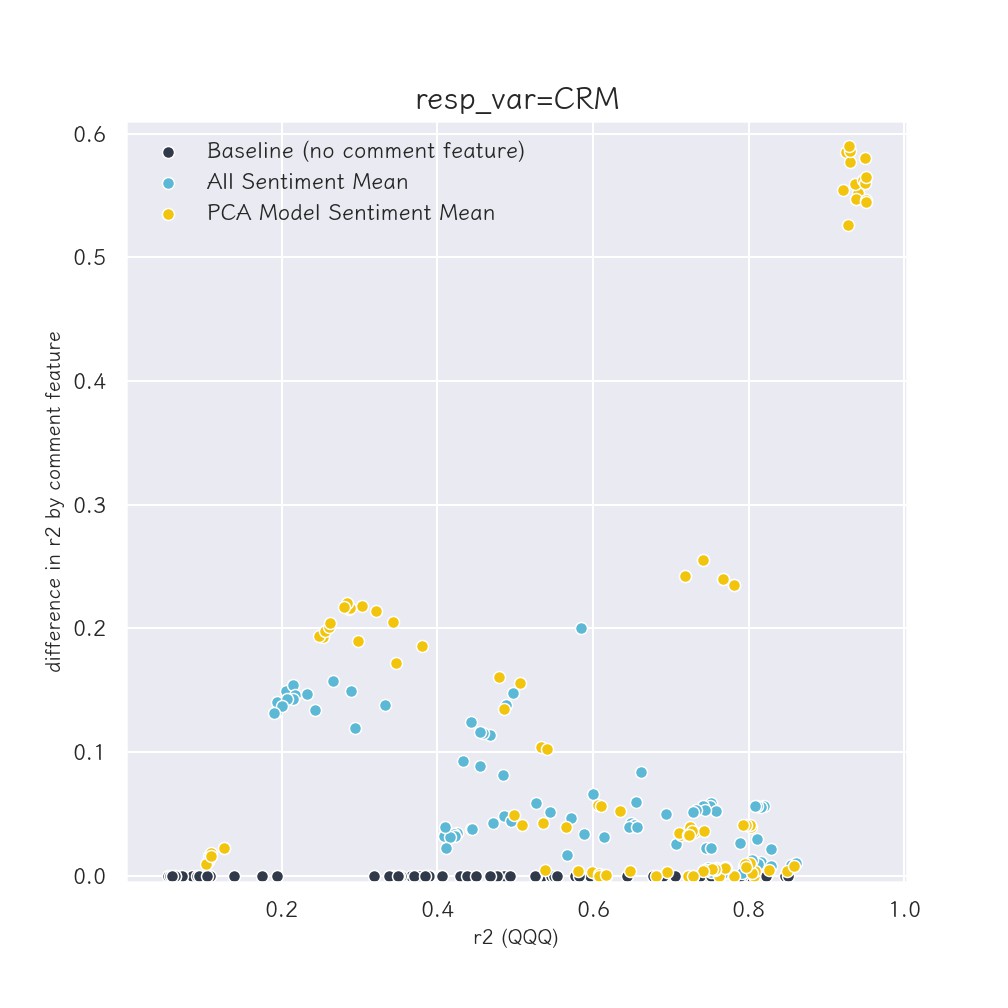 resp_var=CRM
Baseline (no comment feature)
All Sentiment Mean
PCA Model Sentiment Mean
difference in r2 by comment feature
0.6
0.5
0.4
0.3
0.2
0.1
0.0
0.2
0.4
0.6
0.8
1.0
r2 (QQQ)